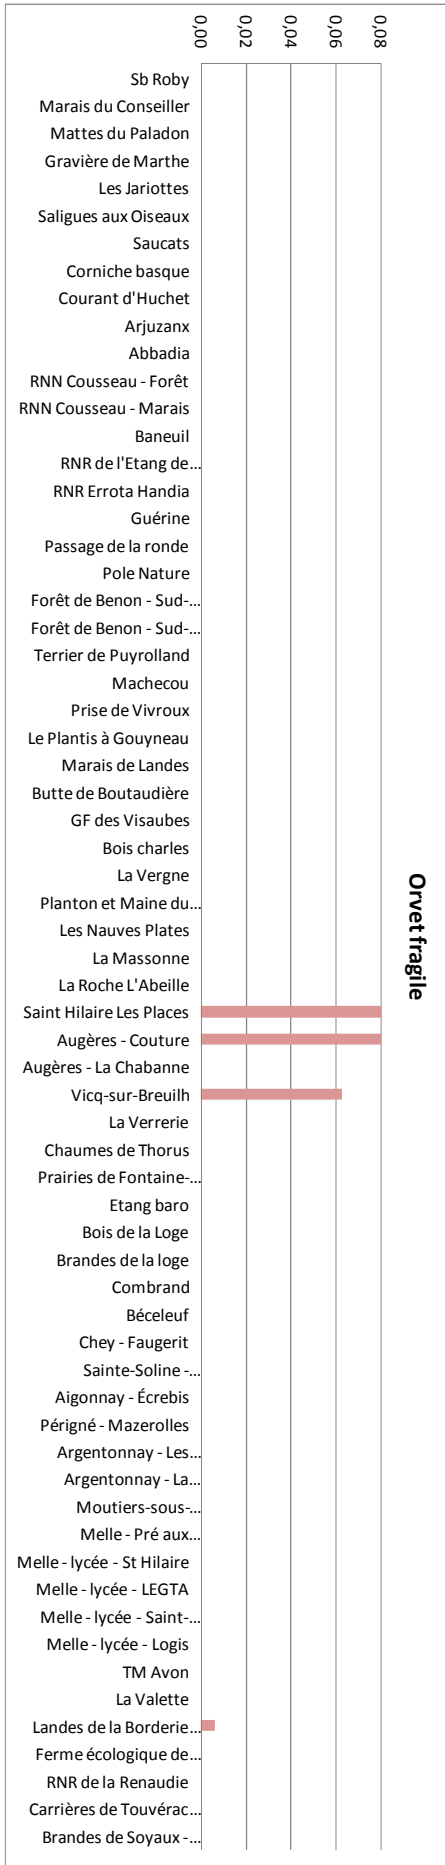 Orvet fragile
0,00
0,02
0,04
0,06
0,08
Sb Roby
Marais du Conseiller
Mattes du Paladon
Gravière de Marthe
Les Jariottes
Saligues aux Oiseaux
Saucats
Corniche basque
Courant d'Huchet
Arjuzanx
Abbadia
RNN Cousseau - Forêt
RNN Cousseau - Marais
Baneuil
RNR de l'Etang de...
RNR Errota Handia
Guérine
Passage de la ronde
Pole Nature
Forêt de Benon - Sud-...
Forêt de Benon - Sud-...
Terrier de Puyrolland
Machecou
Prise de Vivroux
Le Plantis à Gouyneau
Marais de Landes
Butte de Boutaudière
GF des Visaubes
Bois charles
La Vergne
Planton et Maine du...
Les Nauves Plates
La Massonne
La Roche L'Abeille
Saint Hilaire Les Places
Augères - Couture
Augères - La Chabanne
Vicq-sur-Breuilh
La Verrerie
Chaumes de Thorus
Prairies de Fontaine-...
Etang baro
Bois de la Loge
Brandes de la loge
Combrand
Béceleuf
Chey - Faugerit
Sainte-Soline -...
Aigonnay - Écrebis
Périgné - Mazerolles
Argentonnay - Les...
Argentonnay - La...
Moutiers-sous-...
Melle - Pré aux...
Melle - lycée - St Hilaire
Melle - lycée - LEGTA
Melle - lycée - Saint-...
Melle - lycée - Logis
TM Avon
La Valette
Landes de la Borderie...
Ferme écologique de...
RNR de la Renaudie
Carrières de Touvérac...
Brandes de Soyaux -...